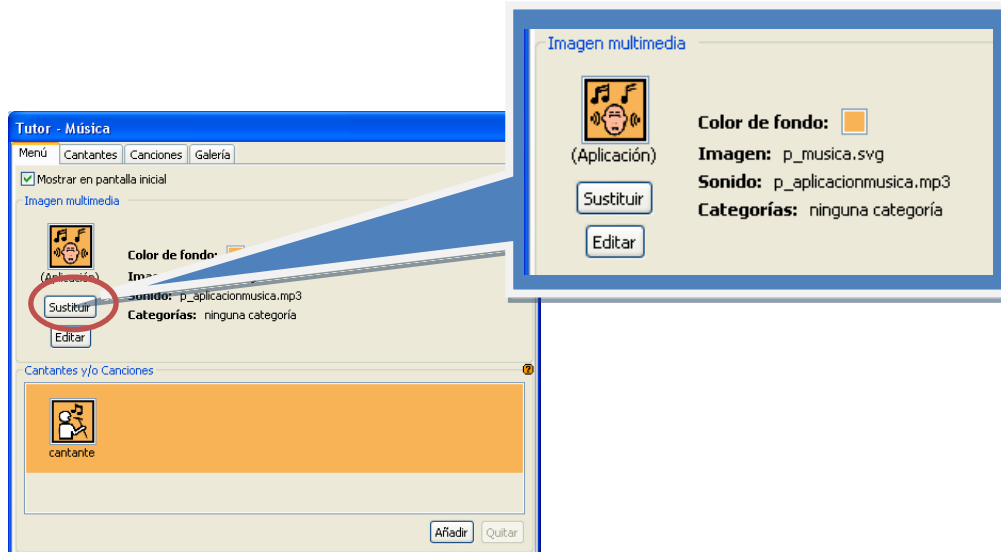 Imagen multimedia
(Aplicación)
Color de fondo:
Imagen: p_musica.svg
Sonido: p_aplicacionmusica.mp3
Categorías: ninguna categoría
Sustituir
Editar
Tutor - Música
Menú Cantantes Canciones Galería
Mostrar en pantalla inicial
Imagen multimedia
(Aplicación)
Color de fondo:
Sonido: p_aplicacionmusica.mp3
Categorías: ninguna categoría
Sustituir
Editar
Cantantes y/o Canciones
cantante
Añadir Quitar